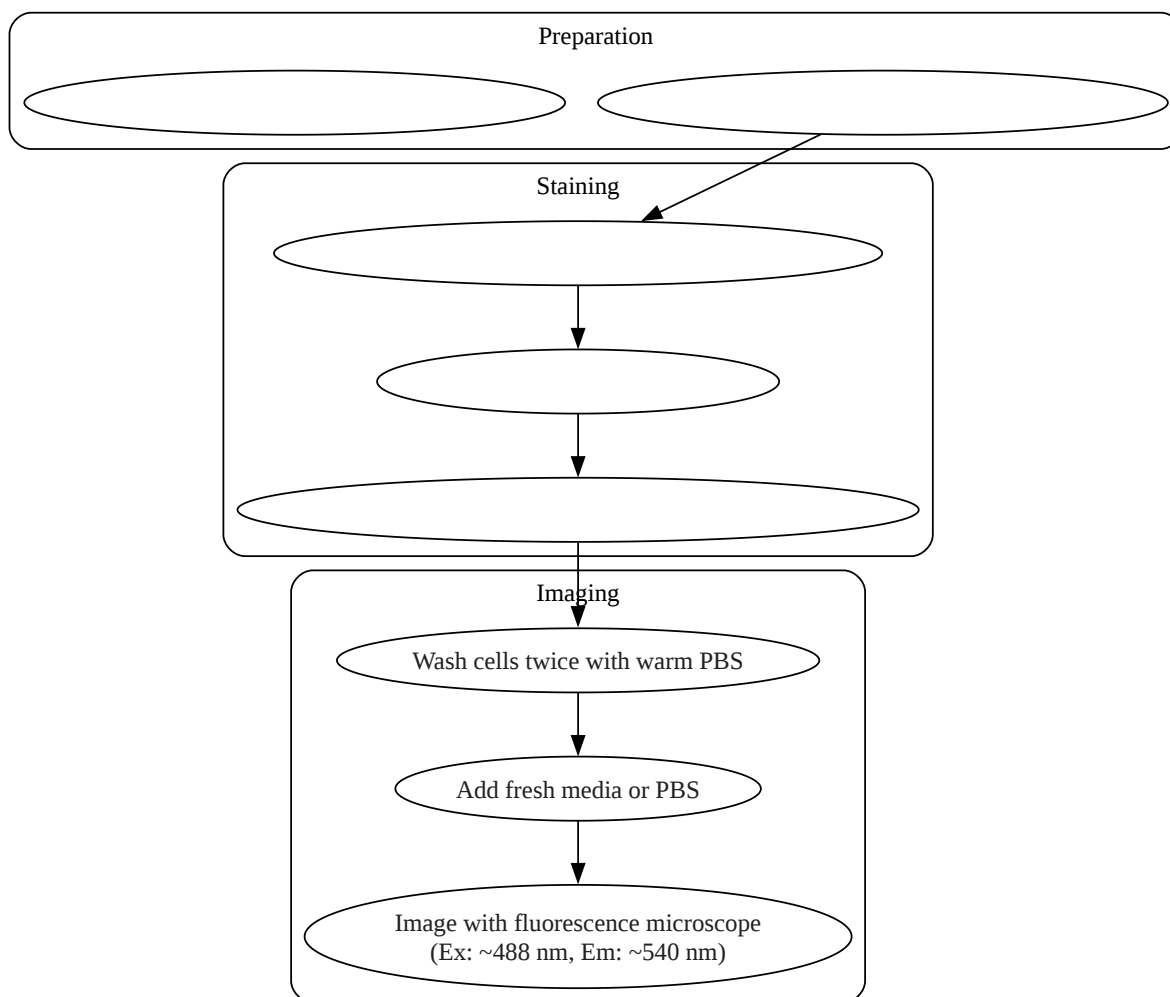 Preparation
Staining
Imaging
Wash cells twice with warm PBS
Add fresh media or PBS
Image with fluorescence microscope
(Ex: ~488 nm, Em: ~540 nm)